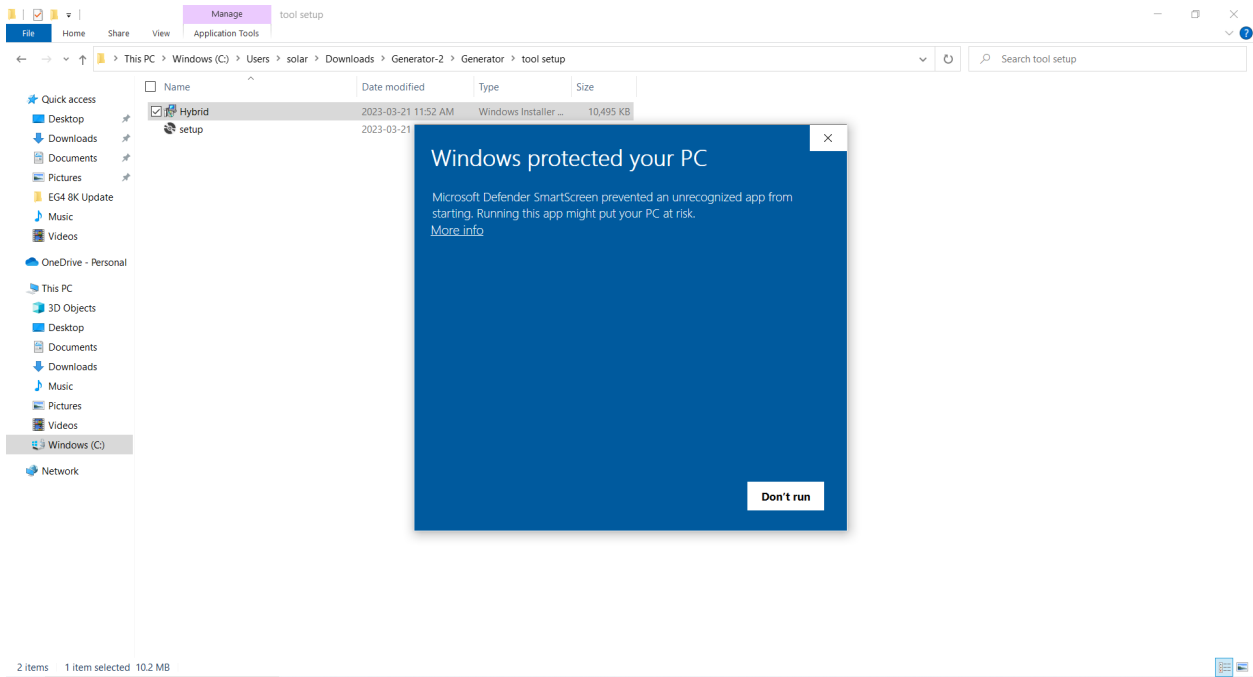 Manage
tool setup
File
Home
Share
View
Application Tools
?
This PC > Windows (C:) > Users > solar > Downloads > Generator-2 > Generator > tool setup
Search tool setup
Name
Date modified
Type
Size
Quick access
Desktop
Downloads
Documents
Pictures
EG4 8K Update
Music
Videos
OneDrive - Personal
This PC
3D Objects
Desktop
Documents
Downloads
Music
Pictures
Videos
Windows (C:)
Network
Hybrid 2023-03-21 11:52 AM Windows Installer ... 10,495 KB
setup 2023-03-21
Windows protected your PC
Microsoft Defender SmartScreen prevented an unrecognized app from
starting. Running this app might put your PC at risk.
More info
Don't run
2 items 1 item selected 10.2 MB